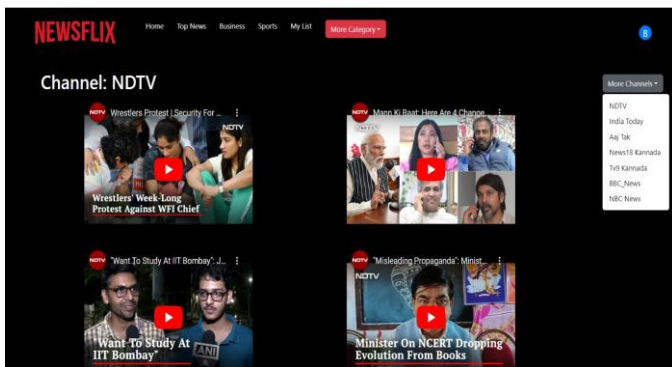 NEWSFLIX
Home Top News Business Sports My List More Category
8
Channel: NDTV
More Channels
NDTV
India Today
Aaj Tak
News18 Kannada
Tv9 Kannada
BBC_News
NBC News
NDTV Wrestlers Protest | Security For ...
NDTV
Wrestlers' Week-Long
Protest Against WFI Chief
NDTV Mann Ki Baat: Here Are 4 Change...
NDTV "Want To Study At IIT Bombay": J...
ANI
"Want To Study At
IIT Bombay"
NDTV "Misleading Propaganda": Minist...
NDTV
Minister On NCERT Dropping
Evolution From Books